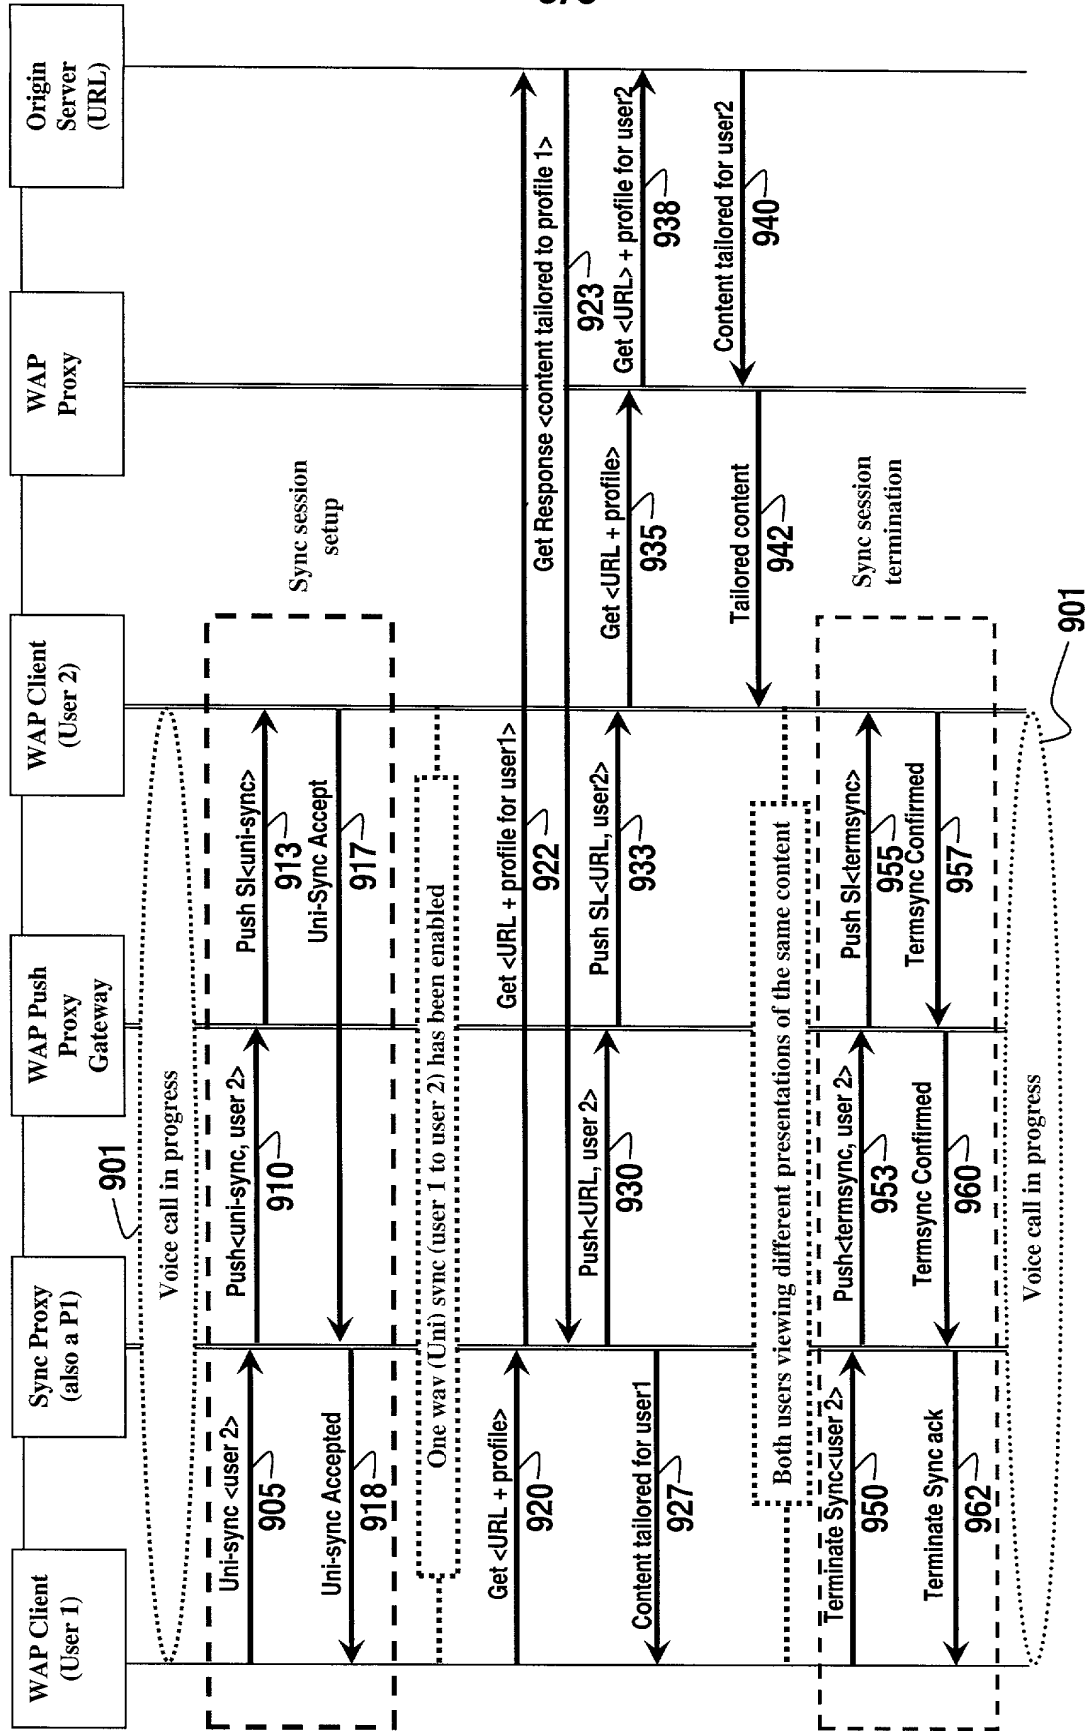 WAP Client
(User 1)
Sync Proxy
(also a P1)
WAP Push
Proxy
Gateway
WAP Client
(User 2)
WAP
Proxy
Origin
Server
(URL)
901
Voice call in progress
Uni-sync <user 2>
905
Push<uni-sync, user 2>
910
Push SI<uni-sync>
913
Uni-Sync Accept
917
Uni-sync Accepted
918
Sync session
setup
One way (Uni) sync (user 1 to user 2) has been enabled
Get <URL + profile>
920
Get <URL + profile for user1>
922
Get Response <content tailored to profile 1>
923
Content tailored for user1
927
Push<URL, user 2>
930
Push SL<URL, user2>
933
Get <URL + profile>
935
Get <URL> + profile for user2
938
Content tailored for user2
940
Tailored content
942
Both users viewing different presentations of the same content
Terminate Sync<user 2>
950
Push<termsync, user 2>
953
Push SI<termsync>
955
Termsync Confirmed
957
Termsync Confirmed
960
Terminate Sync ack
962
Sync session
termination
Voice call in progress
901